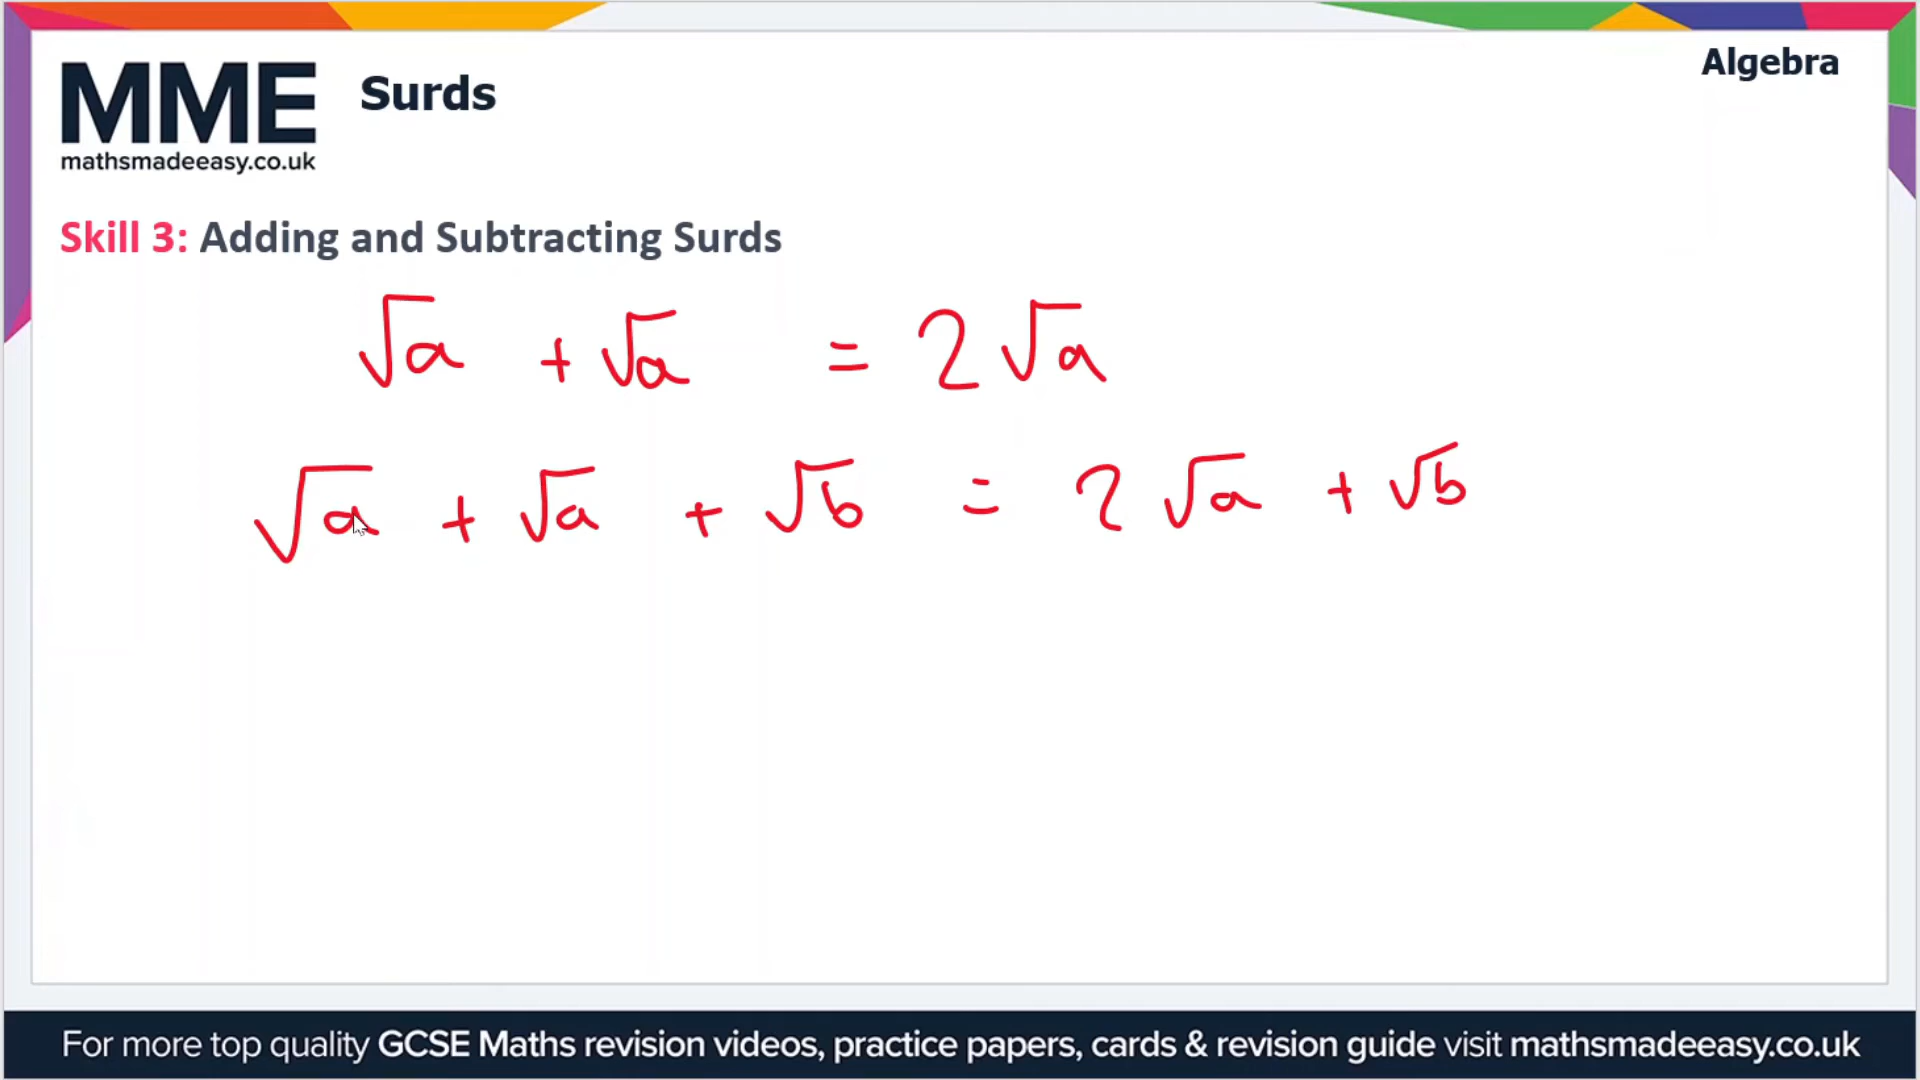 Algebra
MME
mathsmadeeasy.co.uk
Surds
Skill 3: Adding and Subtracting Surds
√a + √a = 2√a
√a + √a + √b = 2√a + √b
For more top quality GCSE Maths revision videos, practice papers, cards & revision guide visit mathsmadeeasy.co.uk